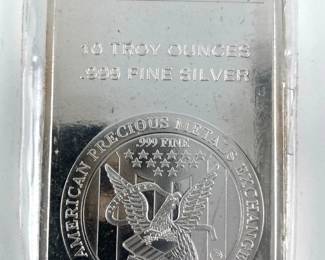 10 TROY OUNCES
.999 FINE SILVER
AMERICAN PRECIOUS METALS EXCHANGE
.999 FINE